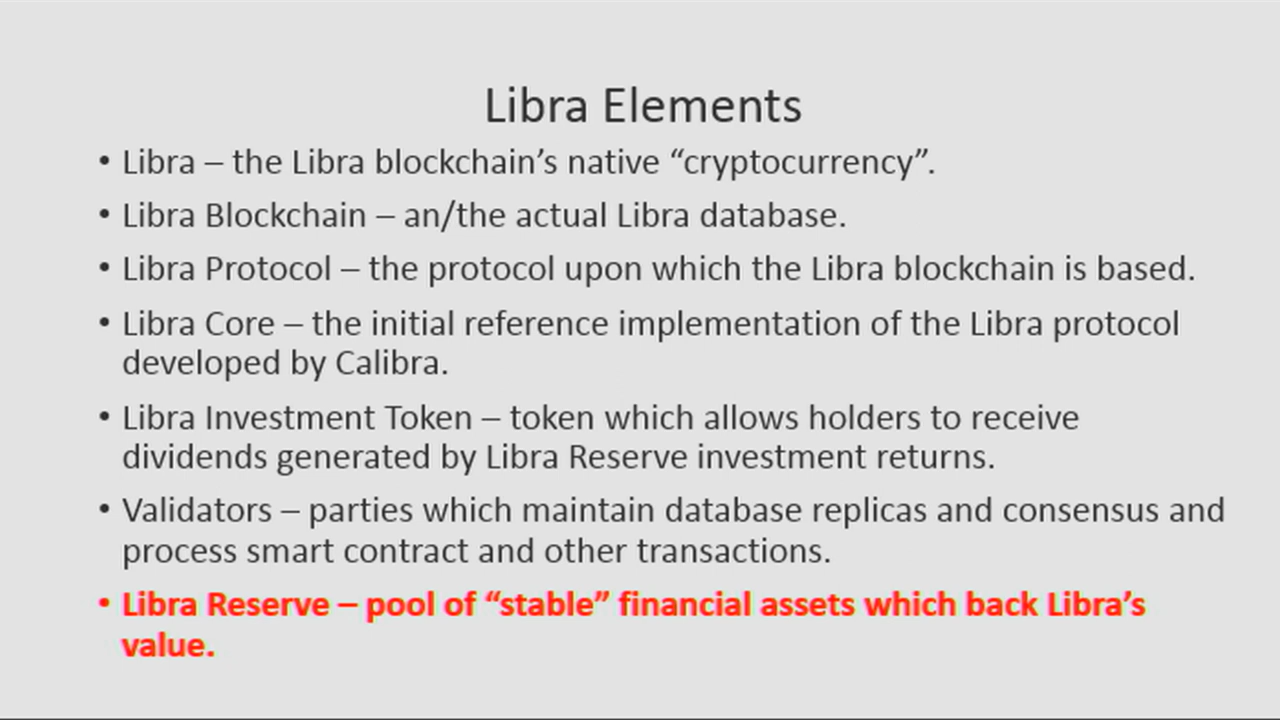 Libra Elements
• Libra – the Libra blockchain’s native “cryptocurrency”.
• Libra Blockchain – an/the actual Libra database.
• Libra Protocol – the protocol upon which the Libra blockchain is based.
• Libra Core – the initial reference implementation of the Libra protocol
developed by Calibra.
• Libra Investment Token – token which allows holders to receive
dividends generated by Libra Reserve investment returns.
• Validators – parties which maintain database replicas and consensus and
process smart contract and other transactions.
• Libra Reserve – pool of “stable” financial assets which back Libra’s
value.